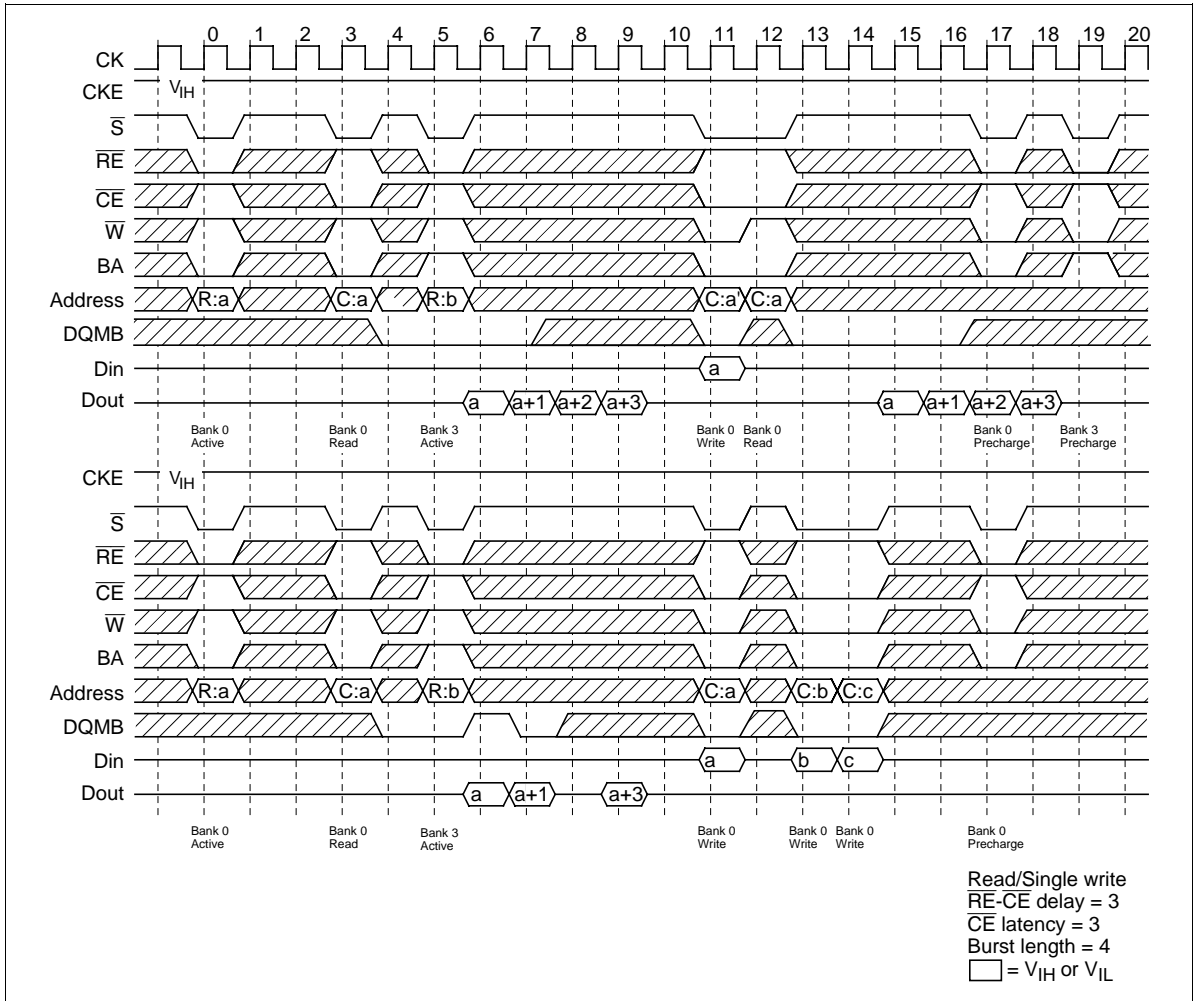 0 1 2 3 4 5 6 7 8 9 10 11 12 13 14 15 16 17 18 19 20
CK
CKE VIH
S
RE
CE
W
BA
Address R:a C:a R:b C:a' C:a
DQMB
Din a
Dout a a+1 a+2 a+3 a a+1 a+2 a+3
Bank 0 Bank 0 Bank 3 Bank 0 Bank 0 Bank 0 Bank 3
Active Read Active Write Read Precharge Precharge
CKE VIH
S
RE
CE
W
BA
Address R:a C:a R:b C:a C:b C:c
DQMB
Din a b c
Dout a a+1 a+3
Bank 0 Bank 0 Bank 3 Bank 0 Bank 0 Bank 0 Bank 0
Active Read Active Write Write Write Precharge
Read/Single write
RE-CE delay = 3
CE latency = 3
Burst length = 4
= VIH or VIL